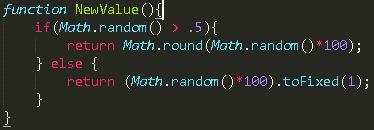 function NewValue(){
if(Math.random() > .5){
return Math.round(Math.random()*100);
} else {
return (Math.random()*100).toFixed(1);
}
}